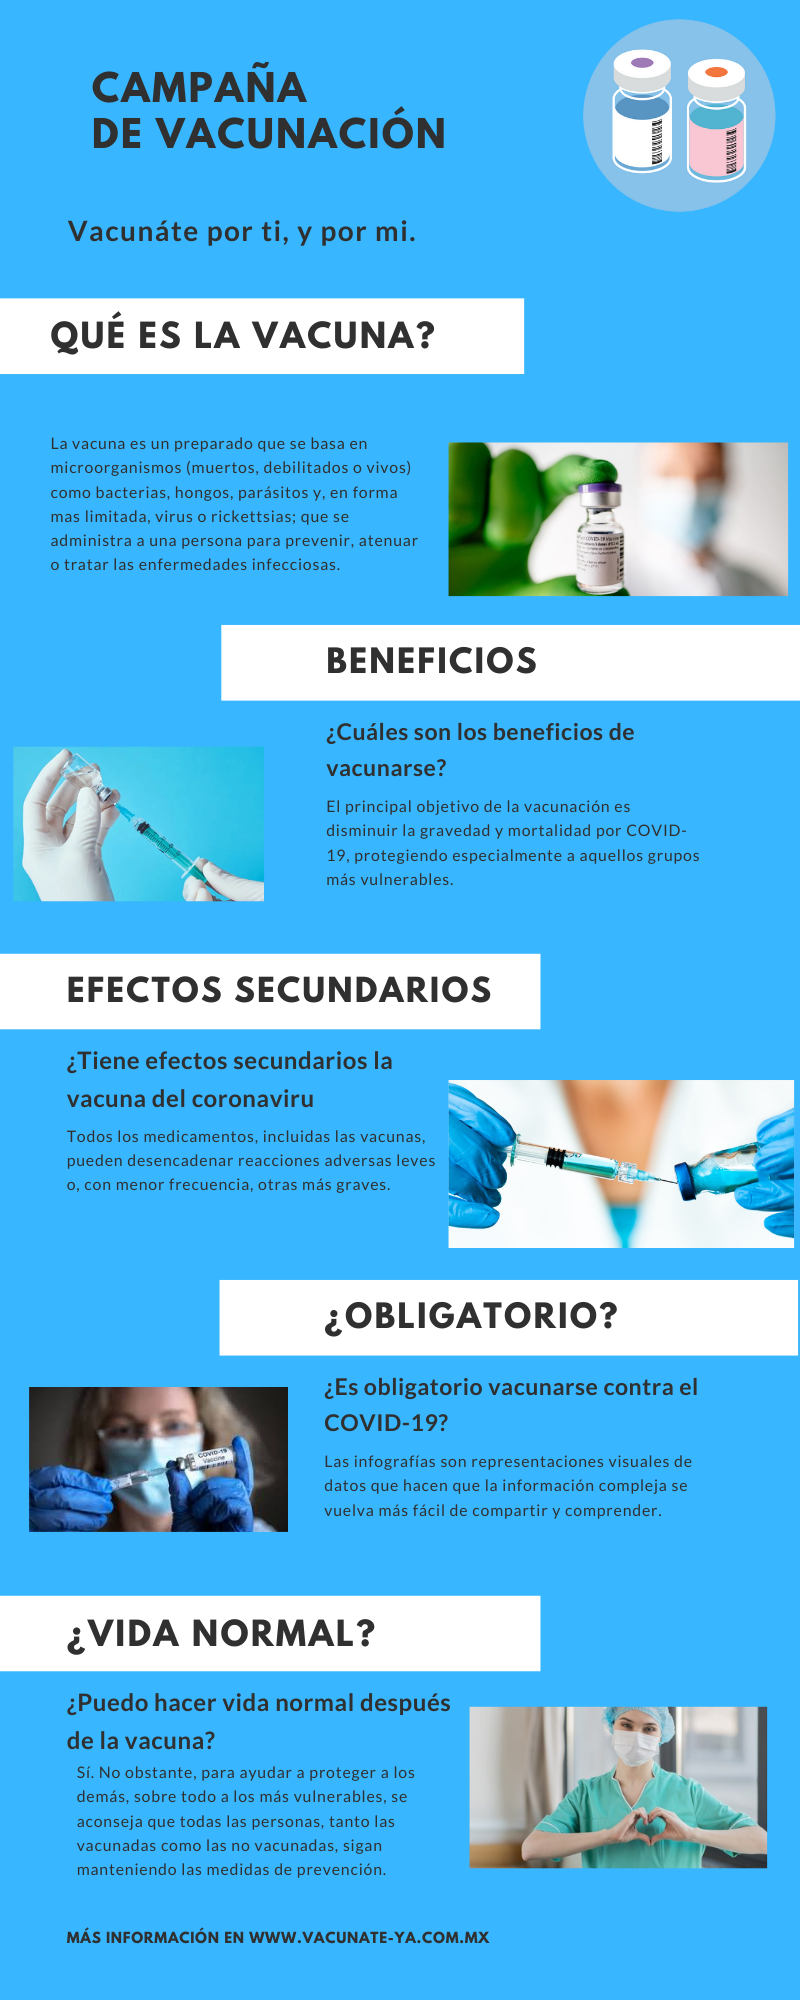 CAMPAÑA
DE VACUNACIÓN
Vacunáte por ti, y por mi.
QUÉ ES LA VACUNA?
La vacuna es un preparado que se basa en
microorganismos (muertos, debilitados o vivos)
como bacterias, hongos, parásitos y, en forma
mas limitada, virus o rickettsias; que se
administra a una persona para prevenir, atenuar
o tratar las enfermedades infecciosas.
BENEFICIOS
¿Cuáles son los beneficios de
vacunarse?
El principal objetivo de la vacunación es
disminuir la gravedad y mortalidad por COVID-
19, protegiendo especialmente a aquellos grupos
más vulnerables.
EFECTOS SECUNDARIOS
¿Tiene efectos secundarios la
vacuna del coronaviru
Todos los medicamentos, incluidas las vacunas,
pueden desencadenar reacciones adversas leves
o, con menor frecuencia, otras más graves.
¿OBLIGATORIO?
¿Es obligatorio vacunarse contra el
COVID-19?
COVID-19
Vaccine
Las infografías son representaciones visuales de
datos que hacen que la información compleja se
vuelva más fácil de compartir y comprender.
¿VIDA NORMAL?
¿Puedo hacer vida normal después
de la vacuna?
Sí. No obstante, para ayudar a proteger a los
demás, sobre todo a los más vulnerables, se
aconseja que todas las personas, tanto las
vacunadas como las no vacunadas, sigan
manteniendo las medidas de prevención.
MÁS INFORMACIÓN EN WWW.VACUNATE-YA.COM.MX